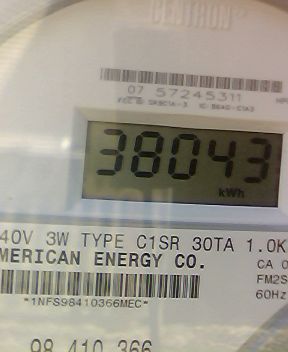 CENTRON
07 57245311
38043
kWh
40V 3W TYPE C1SR 30TA 1.0K
MERICAN ENERGY CO.
CA 0
FM2S
60Hz
*1NFS98410366MEC*
98 410 366